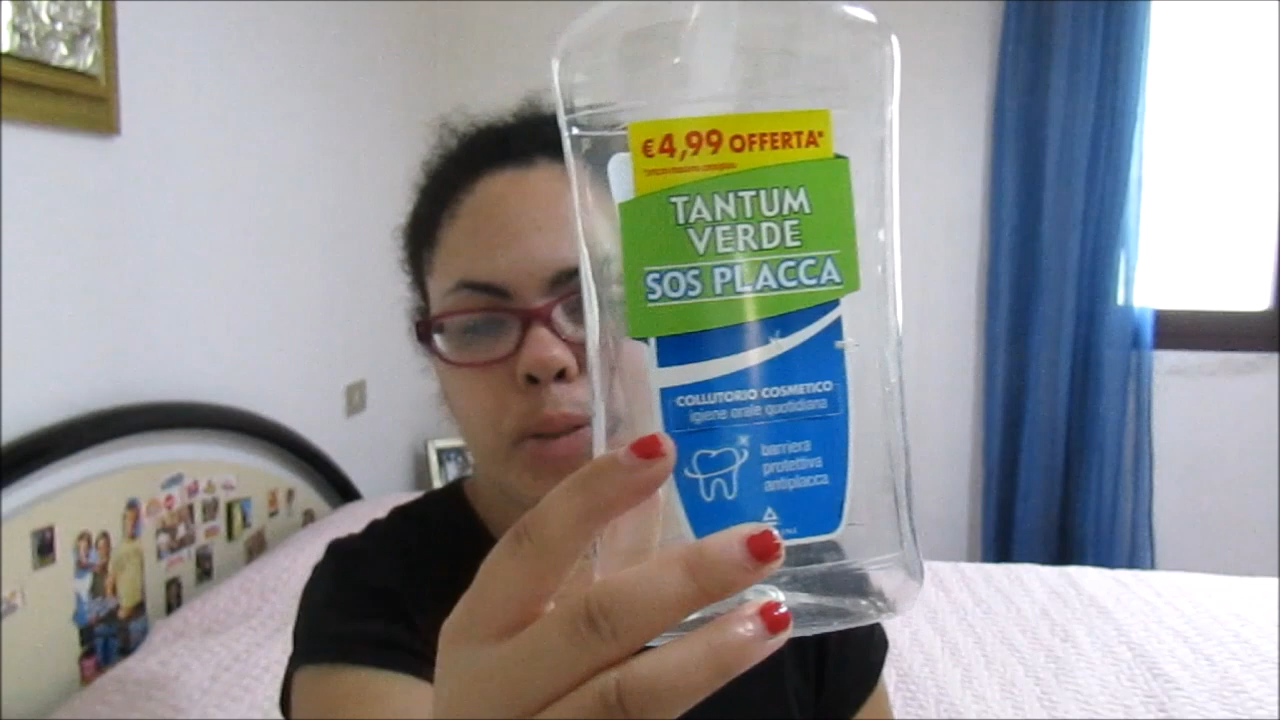 €4,99 OFFERTA*
TANTUM
VERDE
SOS PLACCA
COLLUTORIO COSMETICO
igiene orale quotidiana
barriera
protettiva
antiplacca